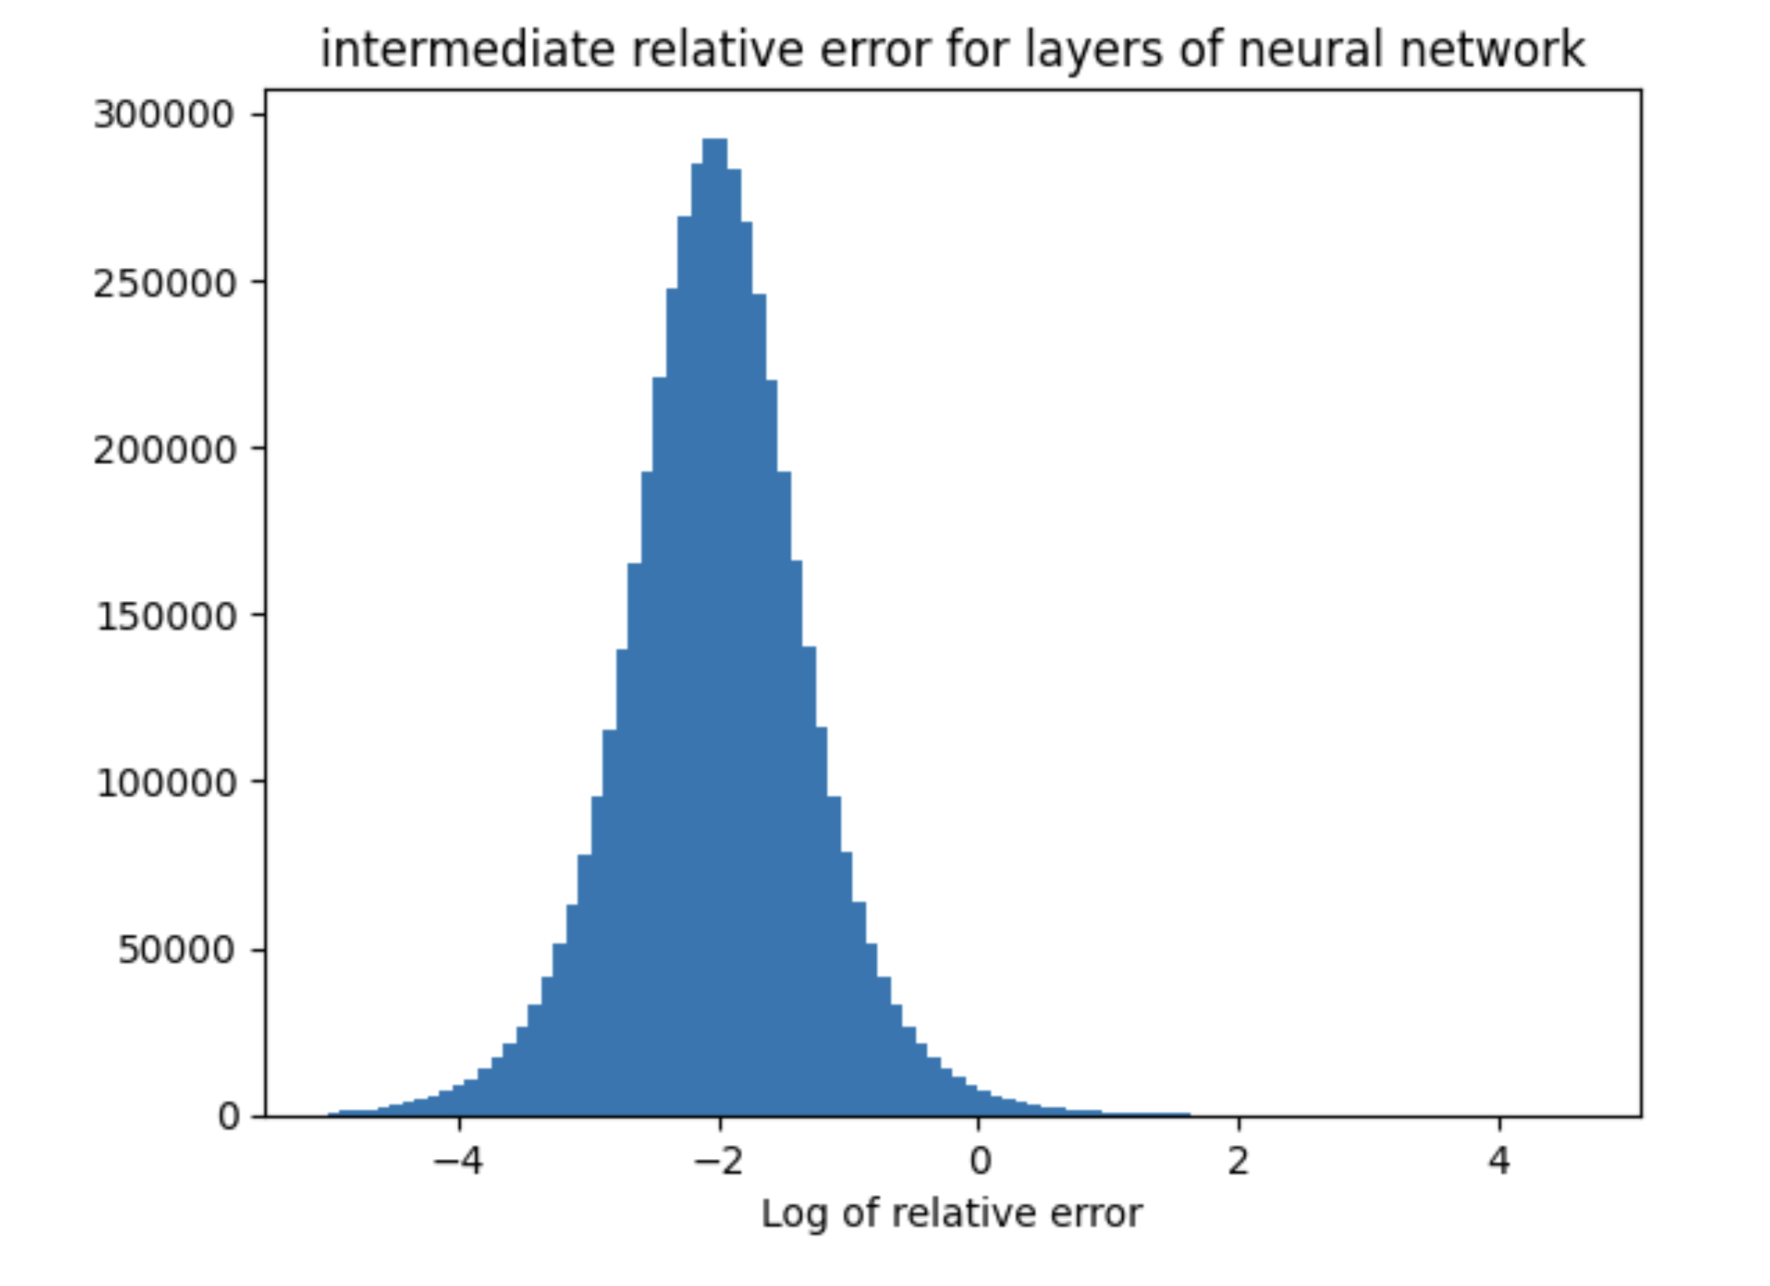 intermediate relative error for layers of neural network
300000
250000
200000
150000
100000
50000
0
−4 −2 0 2 4
Log of relative error